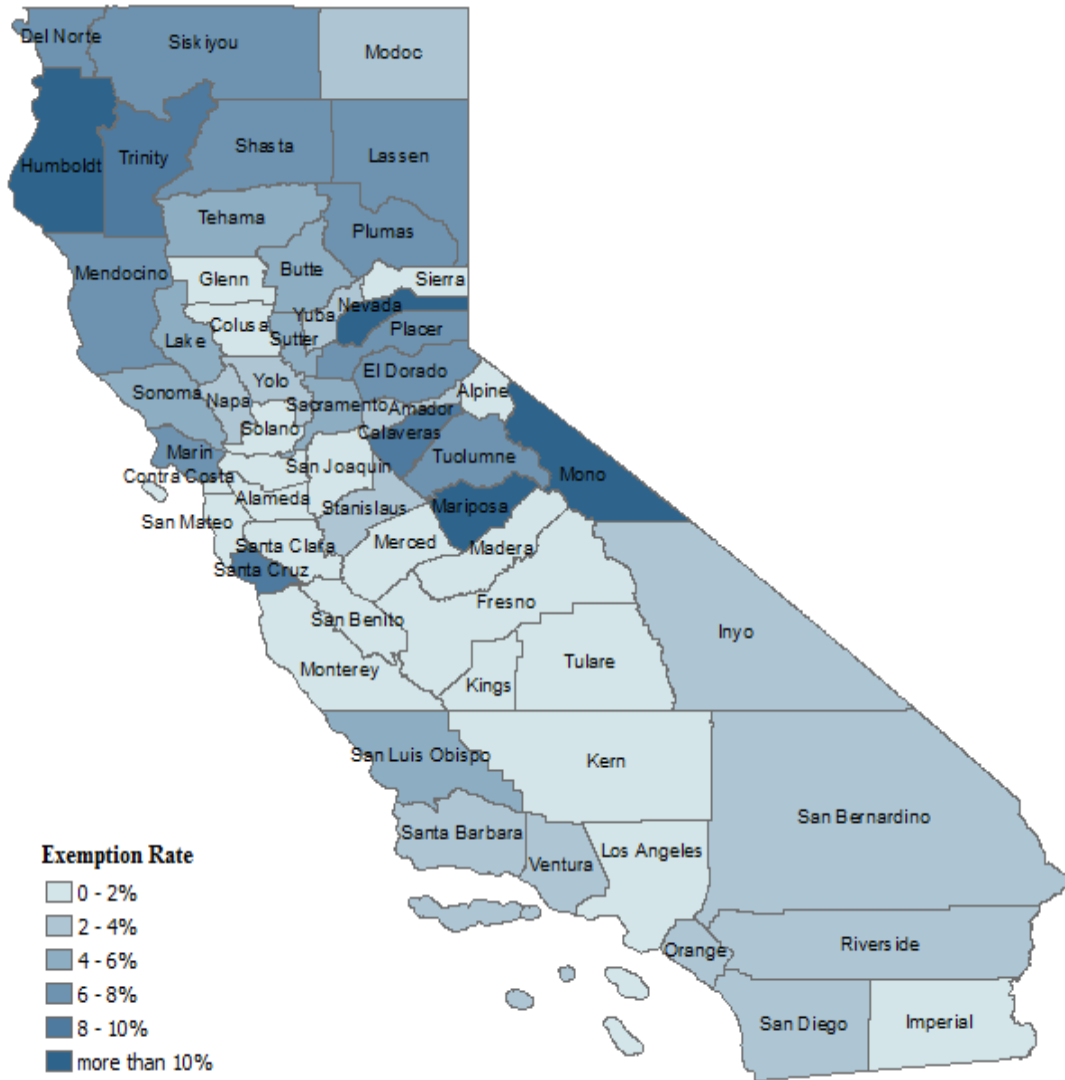 Del Norte
Siskiyou
Modoc
Humboldt
Trinity
Shasta
Lassen
Tehama
Plumas
Mendocino
Glenn
Butte
Sierra
Nevada
Yuba
Colusa
Sutter
Placer
Lake
El Dorado
Yolo
Alpine
Sonoma
Napa
Sacramento
Amador
Solano
Calaveras
Marin
Tuolumne
San Joaquin
Contra Costa
Mono
Alameda
Stanislaus
Mariposa
San Mateo
Santa Clara
Merced
Madera
Santa Cruz
Fresno
San Benito
Inyo
Monterey
Tulare
Kings
San Luis Obispo
Kern
San Bernardino
Santa Barbara
Ventura
Los Angeles
Orange
Riverside
San Diego
Imperial
Exemption Rate
0 - 2%
2 - 4%
4 - 6%
6 - 8%
8 - 10%
more than 10%